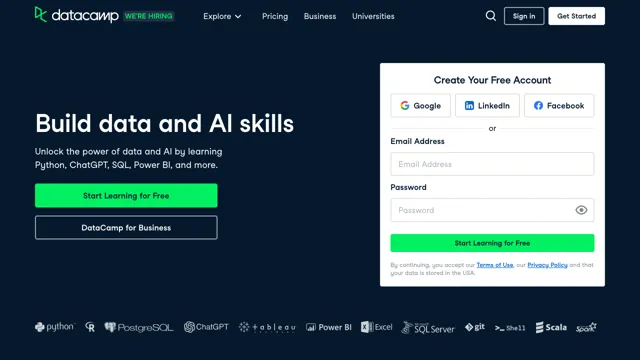 datacamp WE'RE HIRING Explore Pricing Business Universities Sign in Get Started
Create Your Free Account
Google LinkedIn Facebook
or
Build data and AI skills
Unlock the power of data and AI by learning
Python, ChatGPT, SQL, Power BI, and more.
Start Learning for Free
DataCamp for Business
Email Address
Email Address
Password
Password
Start Learning for Free
By continuing, you accept our Terms of Use, our Privacy Policy and that
your data is stored in the USA.
python R PostgreSQL ChatGPT tableau Power BI Excel SQL Server git >_ Shell Scala Spark